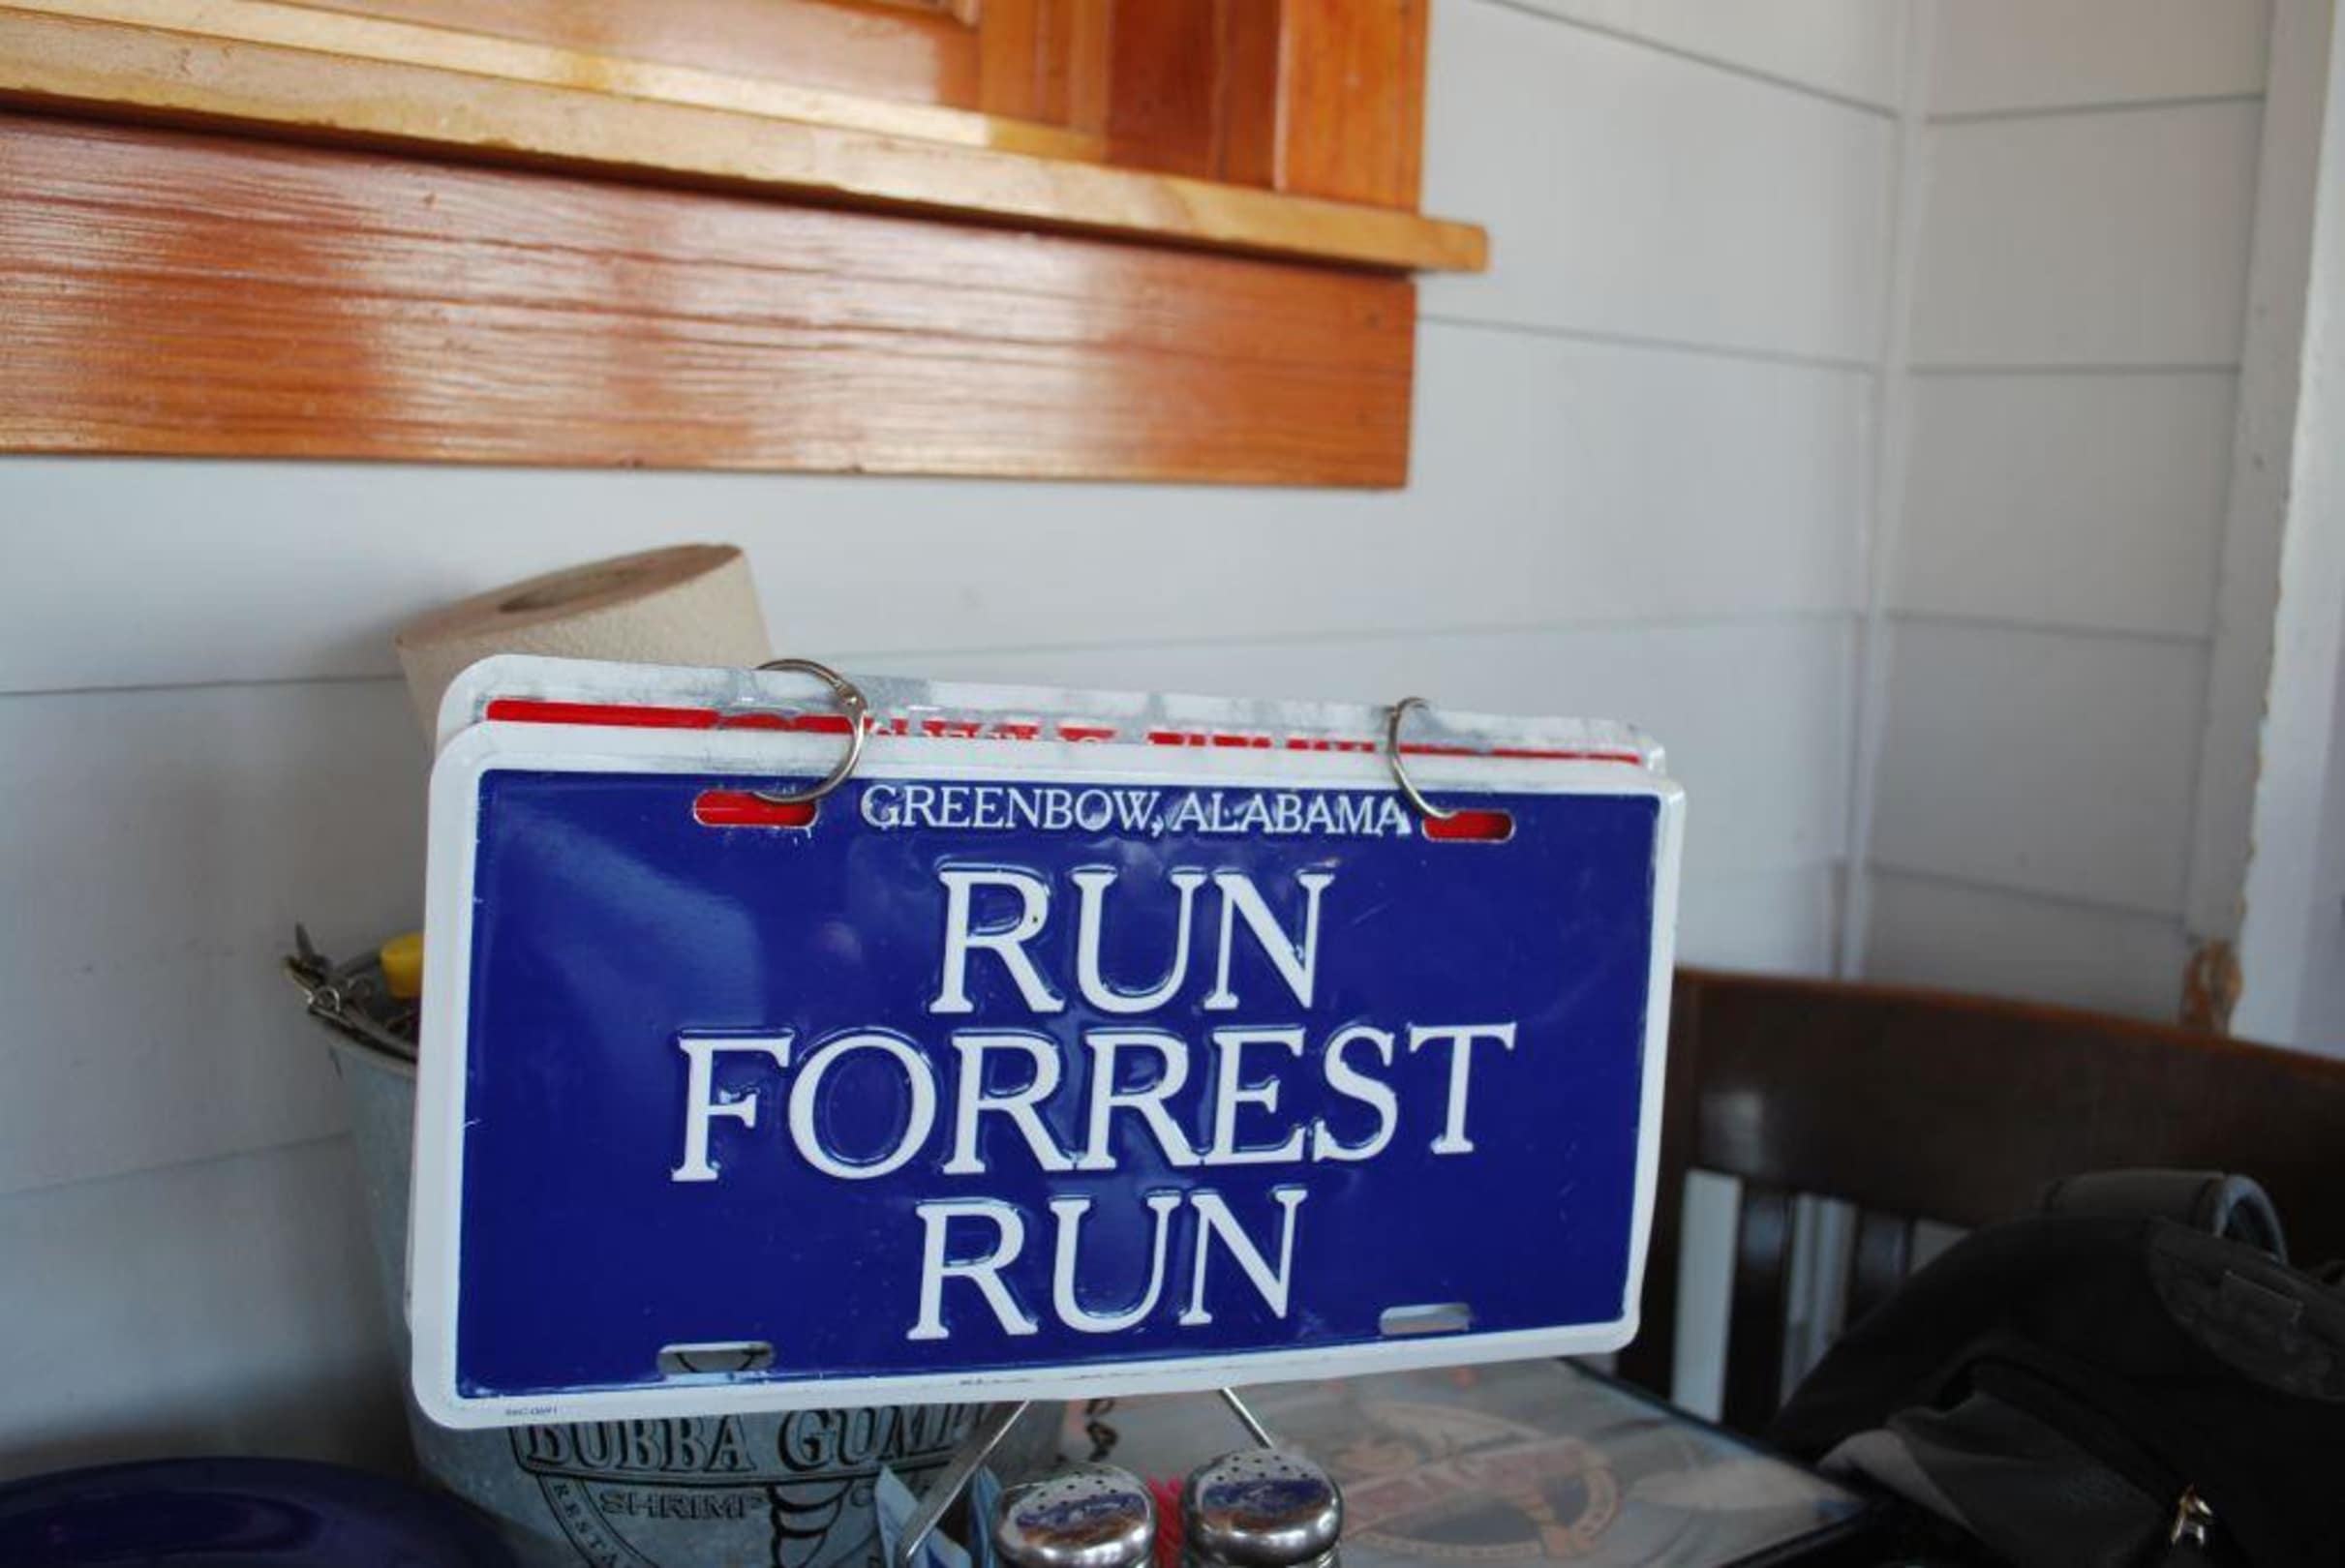 GREENBOW, ALABAMA
RUN
FORREST
RUN
BUBBA GUMP
SHRIMP